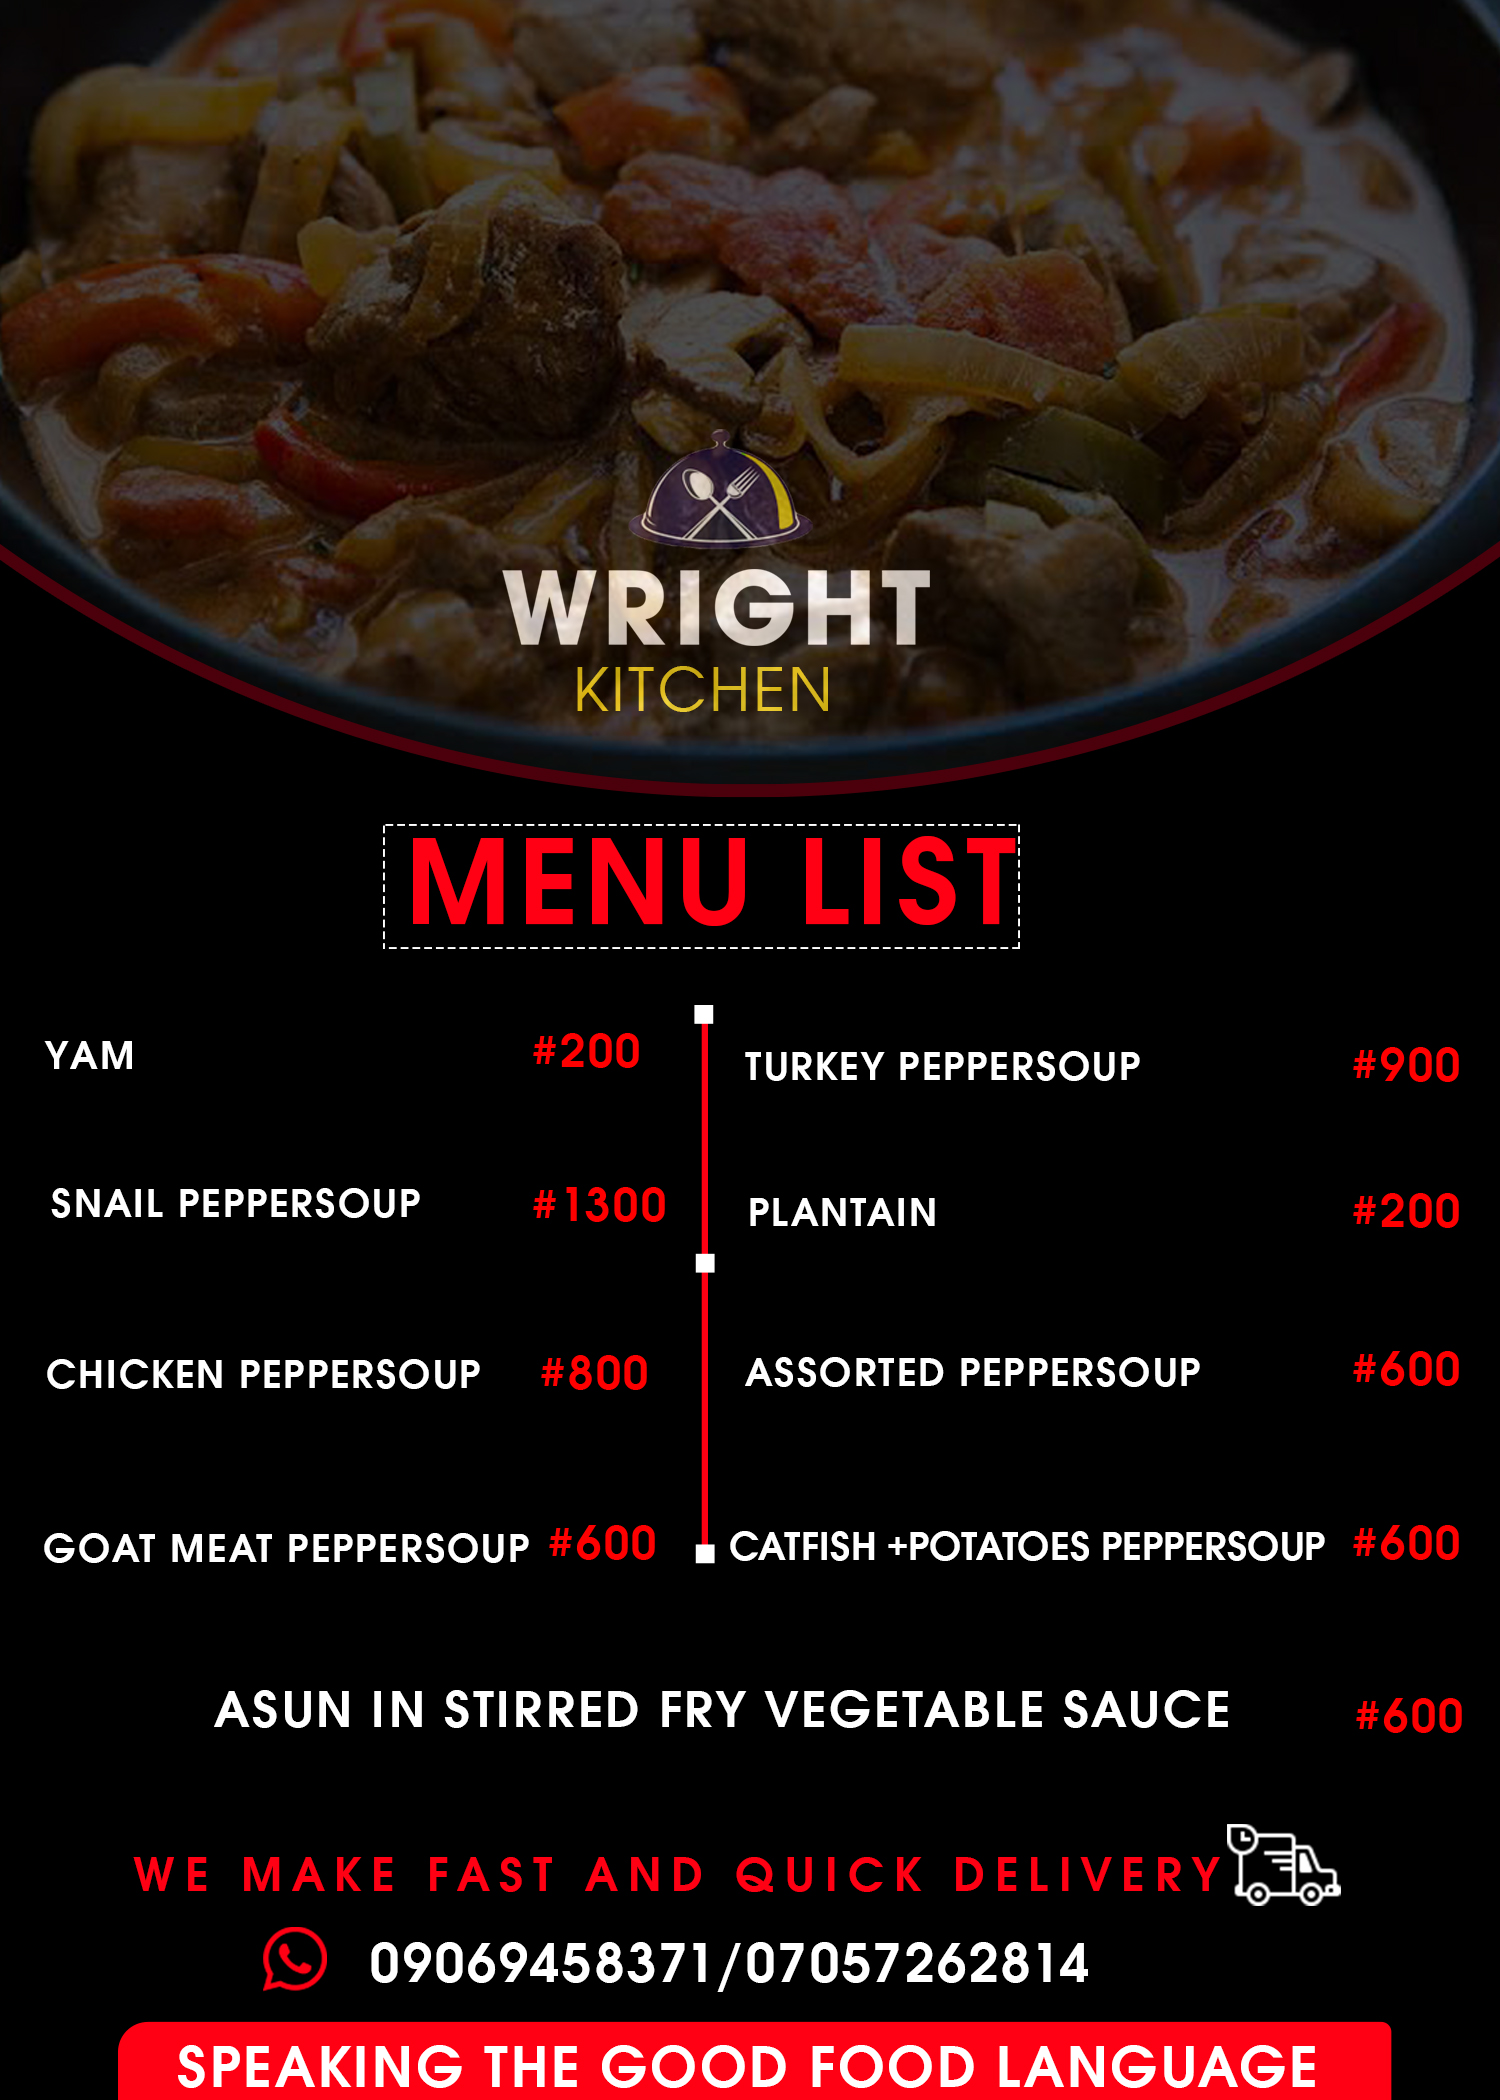 WRIGHT
KITCHEN
MENU LIST
YAM #200
SNAIL PEPPERSOUP #1300
CHICKEN PEPPERSOUP #800
GOAT MEAT PEPPERSOUP #600
TURKEY PEPPERSOUP #900
PLANTAIN #200
ASSORTED PEPPERSOUP #600
CATFISH +POTATOES PEPPERSOUP #600
ASUN IN STIRRED FRY VEGETABLE SAUCE #600
WE MAKE FAST AND QUICK DELIVERY
09069458371/07057262814
SPEAKING THE GOOD FOOD LANGUAGE